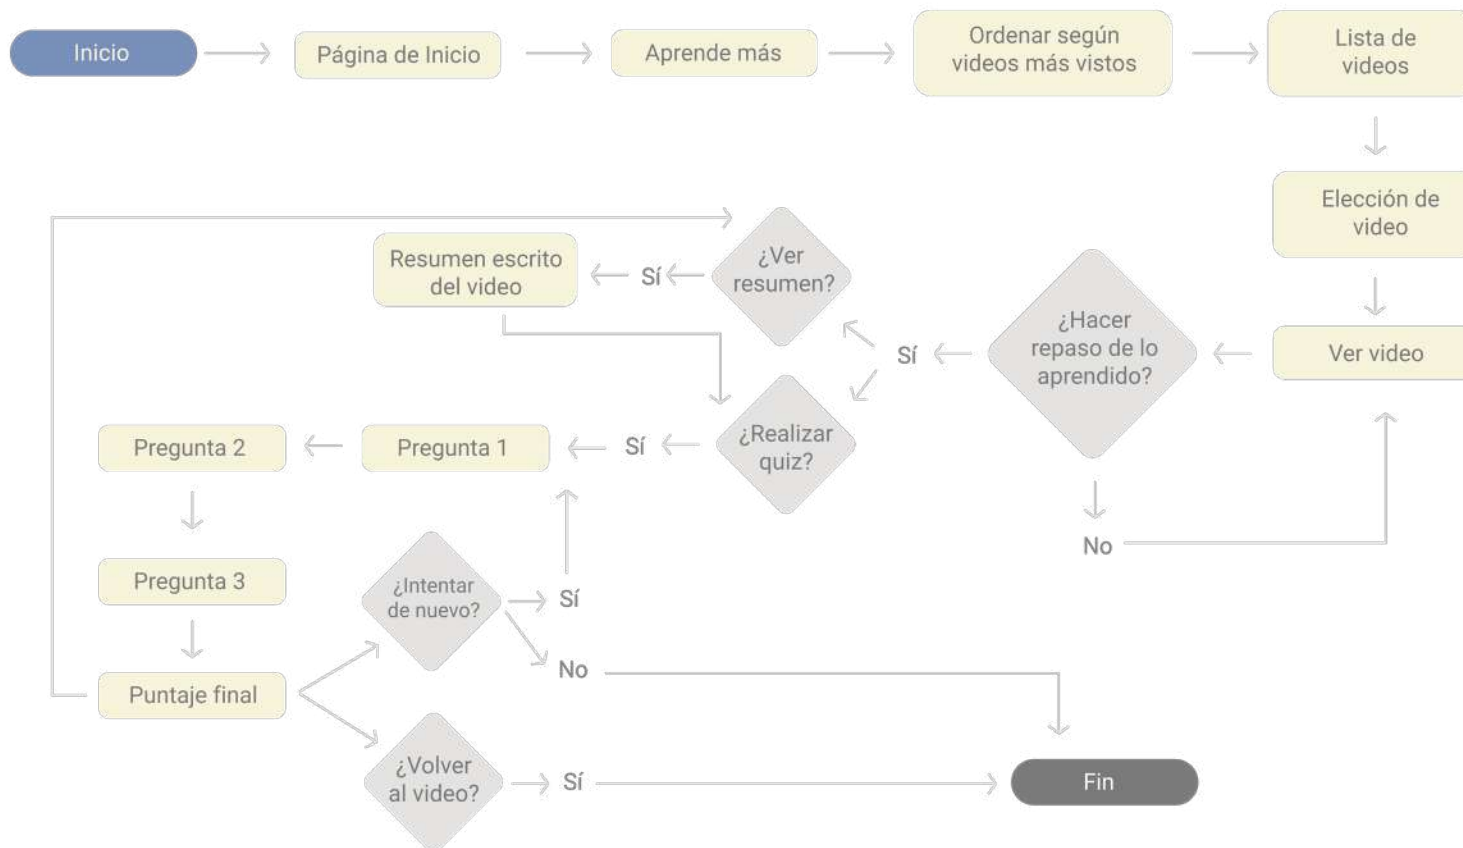 Inicio
Página de Inicio
Aprende más
Ordenar según
videos más vistos
Lista de
videos
Elección de
video
Ver video
¿Hacer
repaso de lo
aprendido?
Sí
No
¿Ver
resumen?
Sí
Resumen escrito
del video
¿Realizar
quiz?
Sí
Pregunta 1
Pregunta 2
Pregunta 3
Puntaje final
¿Intentar
de nuevo?
Sí
No
¿Volver
al video?
Sí
Fin